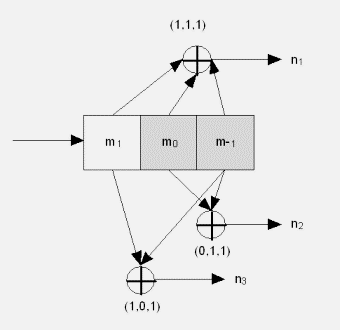 (1,1,1)
n1
m1 m0 m-1
n2
(0,1,1)
n3
(1,0,1)